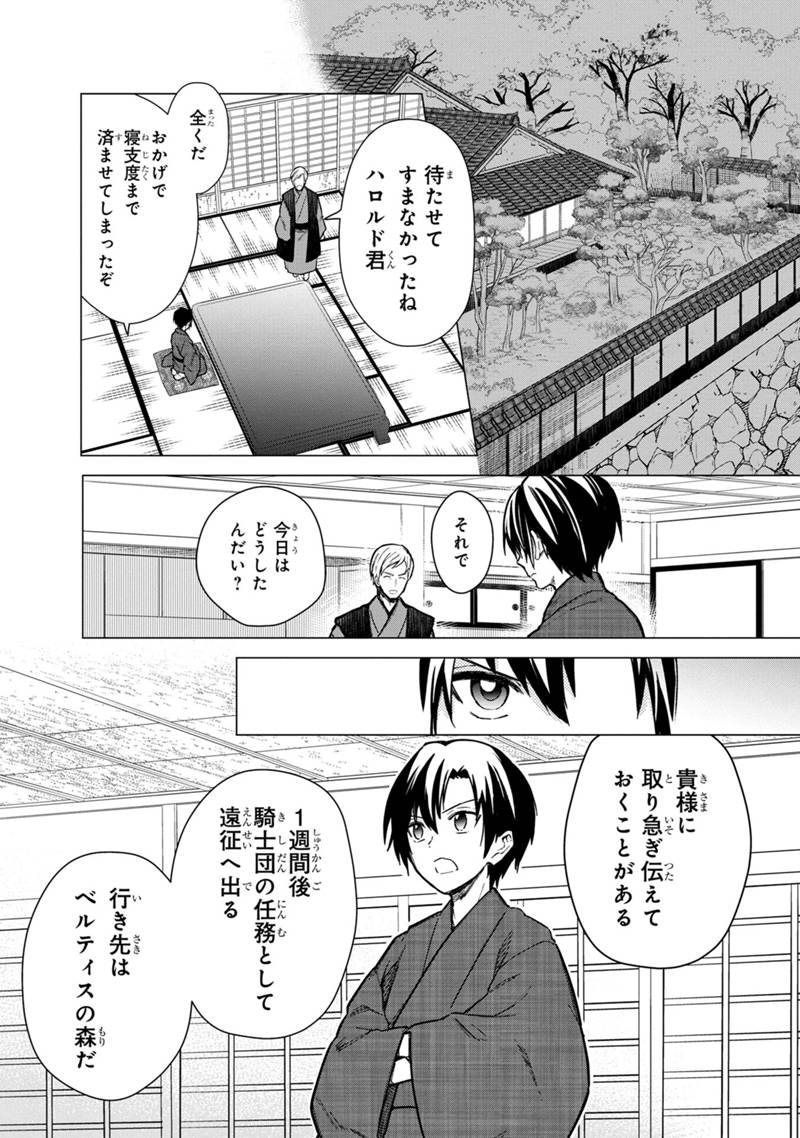 待たせて
すまなかったね
ハロルド君
全くだ
おかげで
寝支度まで
済ませてしまったぞ
それで
今日は
どうした
んだい？
貴様に
取り急ぎ伝えて
おくことがある
1週間後
騎士団の任務として
遠征へ出る
行き先は
ベルティスの森だ